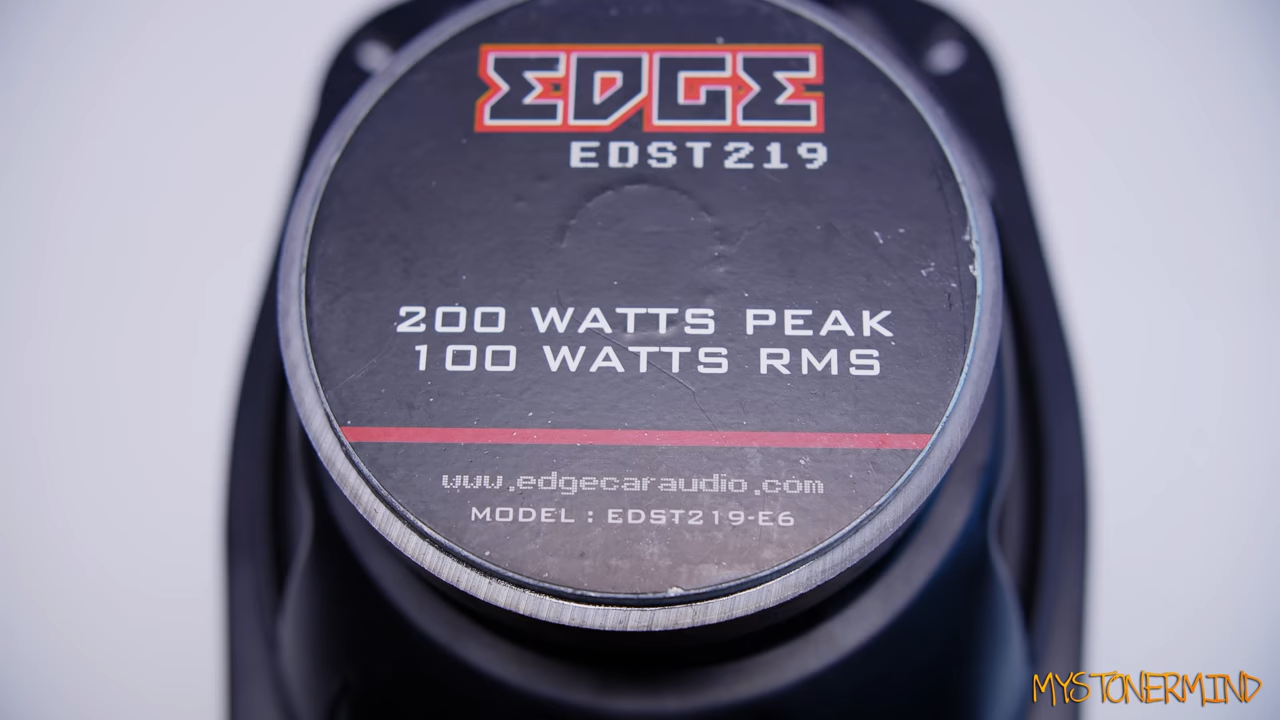 EDGE
EDST219
200 WATTS PEAK
100 WATTS RMS
www.edgecaraudio.com
MODEL : EDST219-E6
MYSTONERMIND